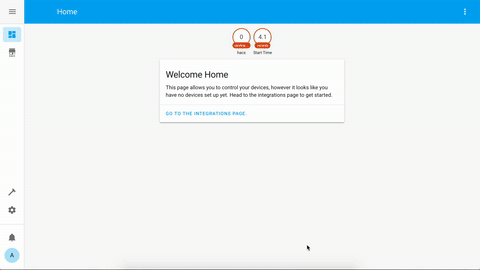 Home
0
4.1
hacs
Start Time
Welcome Home
This page allows you to control your devices, however it looks like you
have no devices set up yet. Head to the integrations page to get started.
GO TO THE INTEGRATIONS PAGE
A